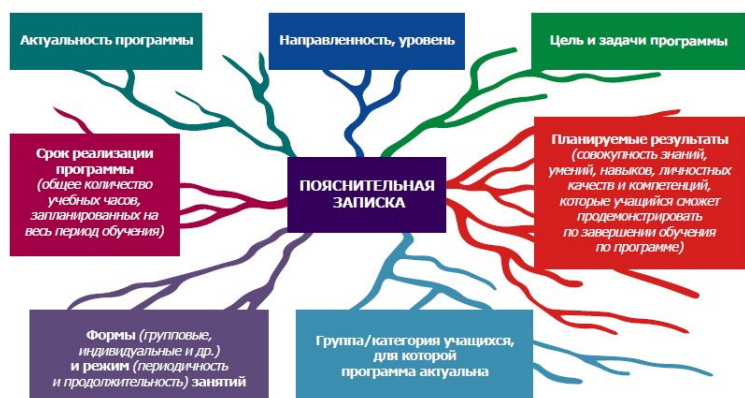 Актуальность программы
Направленность, уровень
Цель и задачи программы
Срок реализации
программы
(общее количество
учебных часов,
запланированных на
весь период обучения)
ПОЯСНИТЕЛЬНАЯ
ЗАПИСКА
Планируемые результаты
(совокупность знаний,
умений, навыков, личностных
качеств и компетенций,
которые учащийся сможет
продемонстрировать
по завершении обучения
по программе)
Формы (групповые,
индивидуальные и др.)
и режим (периодичность
и продолжительность) занятий
Группа/категория учащихся,
для которой
программа актуальна